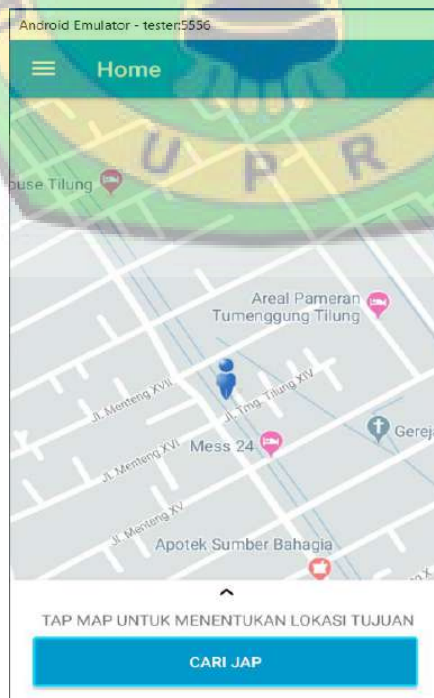 Android Emulator - tester:5556
Home
U P R
ouse Tilung
Areal Pameran
Tumenggung Tilung
Jl. Menteng XVII
Jl. Tmg. Tilung XIV
Jl. Menteng XVI
Mess 24
Gereja
Jl. Menteng XV
Apotek Sumber Bahagia
TAP MAP UNTUK MENENTUKAN LOKASI TUJUAN
CARI JAP